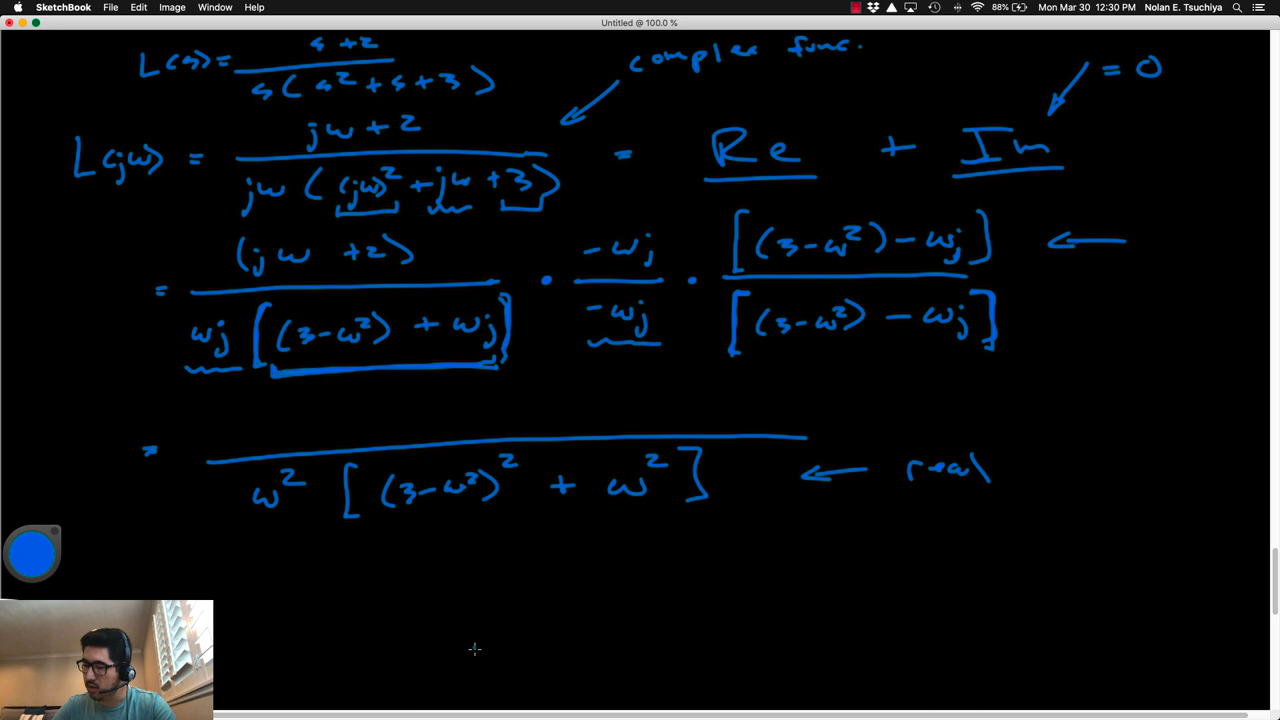 SketchBook File Edit Image Window Help 88% Mon Mar 30 12:30 PM Nolan E. Tsuchiya
Untitled @ 100.0 %
L(s) = (s + 2) / (s(s² + s + 3)) complex func. = 0
L(jω) = (jω + 2) / (jω((jω)² + jω + 3)) = Re + Im
= (jω + 2) / (ωj[(3-ω²) + ωj]) · (-ωj) / (-ωj) · [(3-ω²) - ωj] / [(3-ω²) - ωj]
= / (ω² [(3-ω²)² + ω²]) real